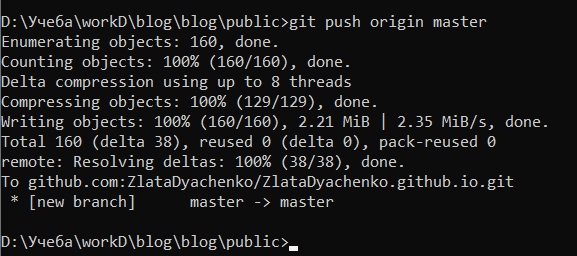 D:\Учеба\workD\blog\blog\public>git push origin master
Enumerating objects: 160, done.
Counting objects: 100% (160/160), done.
Delta compression using up to 8 threads
Compressing objects: 100% (129/129), done.
Writing objects: 100% (160/160), 2.21 MiB | 2.35 MiB/s, done.
Total 160 (delta 38), reused 0 (delta 0), pack-reused 0
remote: Resolving deltas: 100% (38/38), done.
To github.com:ZlataDyachenko/ZlataDyachenko.github.io.git
 * [new branch]      master -> master
D:\Учеба\workD\blog\blog\public>